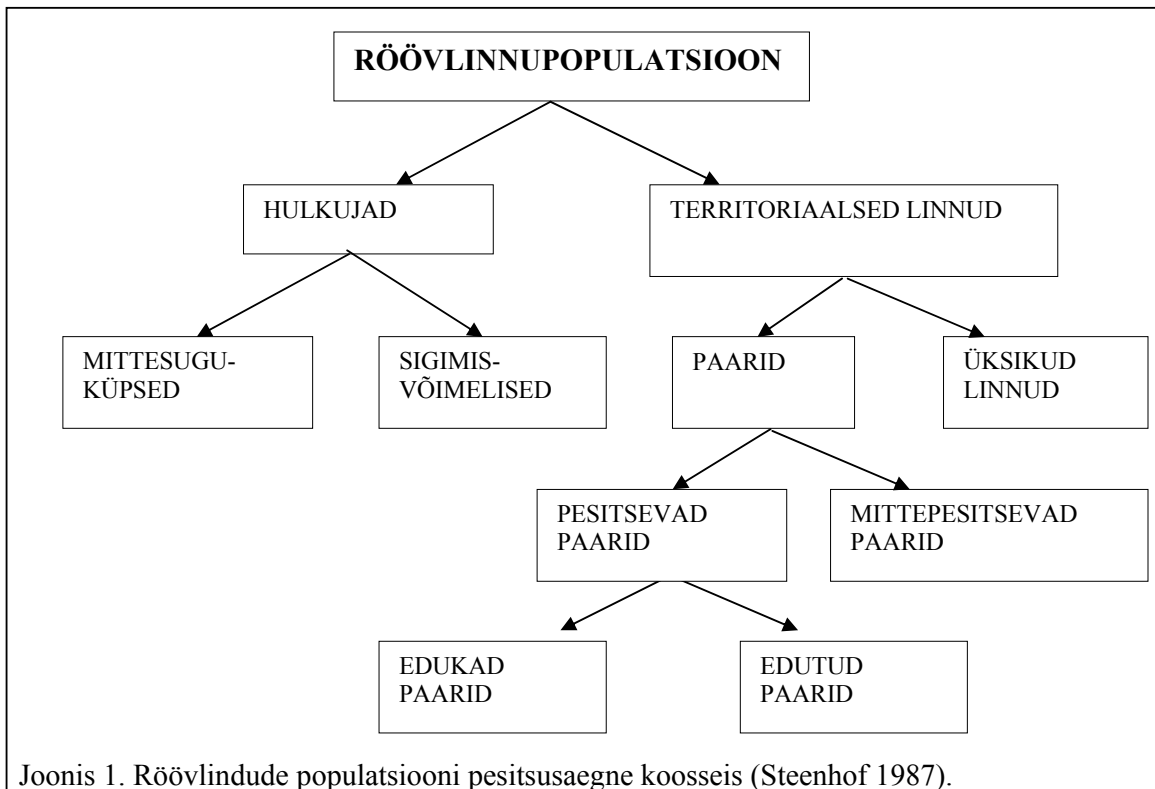 RÖÖVLINNUPOPULATSIOON
HULKUJAD
TERRITORIAALSED LINNUD
MITTESUGU-
KÜPSED
SIGIMIS-
VÕIMELISED
PAARID
ÜKSIKUD
LINNUD
PESITSEVAD
PAARID
MITTEPESITSEVAD
PAARID
EDUKAD
PAARID
EDUTUD
PAARID
Joonis 1. Röövlindude populatsiooni pesitsusaegne koosseis (Steenhof 1987).